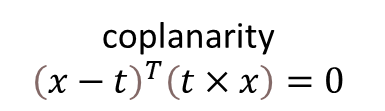 coplanarity
(x − t)ᵀ(t × x) = 0